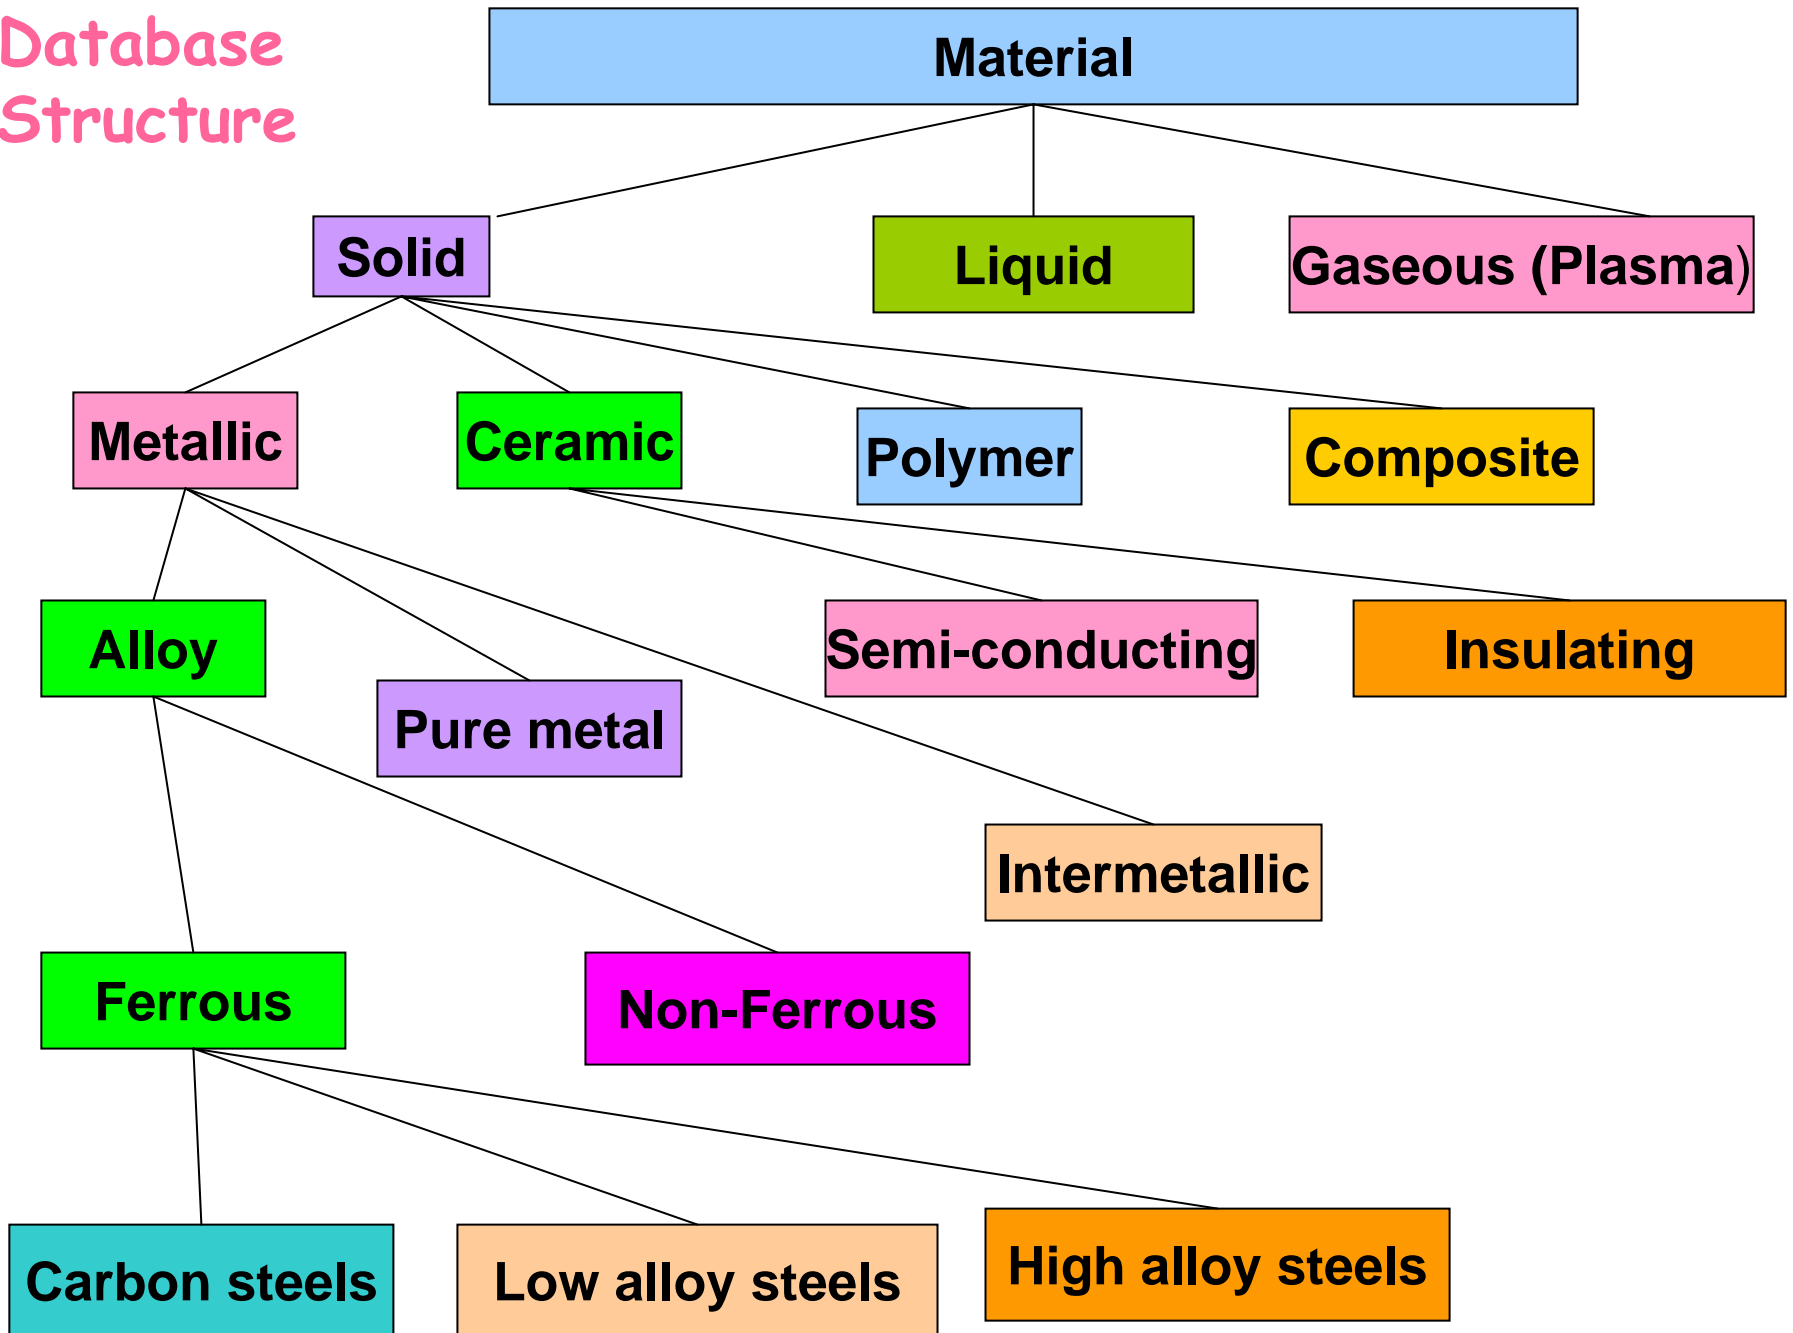 Database
Structure
Material
Solid
Liquid
Gaseous (Plasma)
Metallic
Ceramic
Polymer
Composite
Alloy
Pure metal
Semi-conducting
Insulating
Intermetallic
Ferrous
Non-Ferrous
Carbon steels
Low alloy steels
High alloy steels